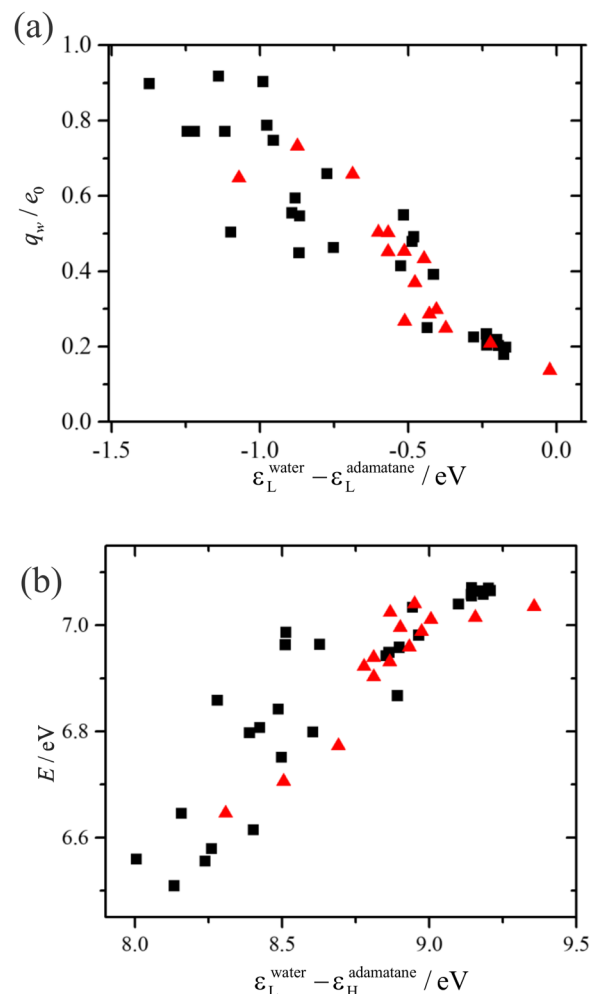 (a)
1.0
0.8
0.6
0.4
0.2
0.0
q_w / e_0
-1.5 -1.0 -0.5 0.0
ε_L^water − ε_L^adamatane / eV
(b)
7.0
6.8
6.6
E / eV
8.0 8.5 9.0 9.5
ε_L^water − ε_H^adamatane / eV